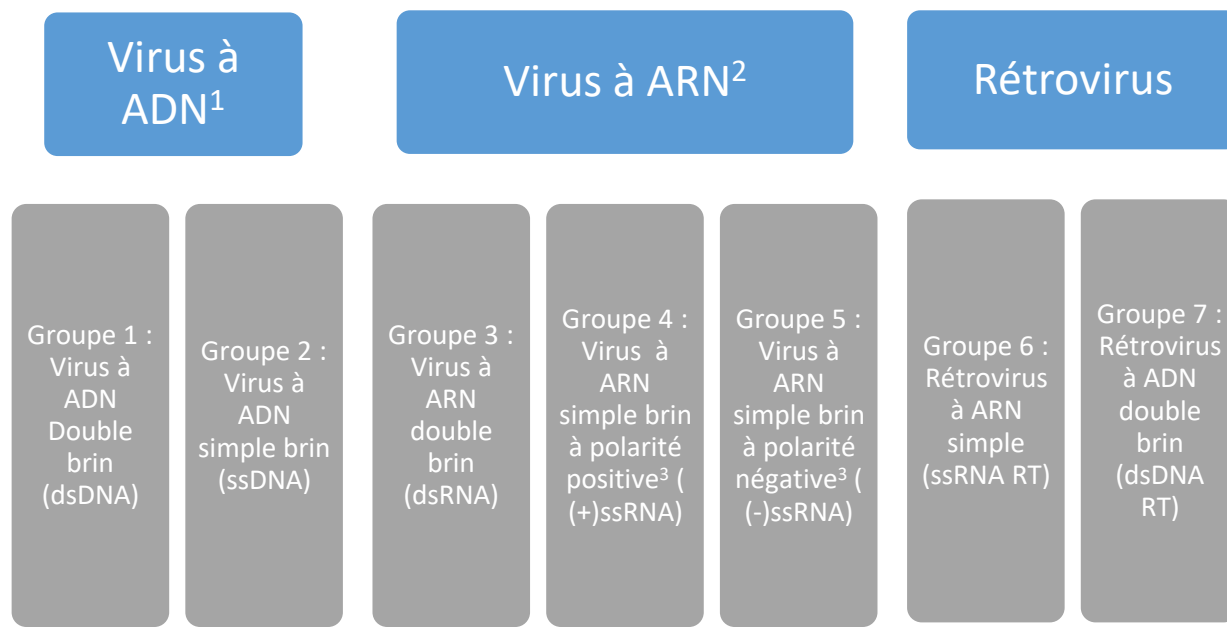 Virus à
ADN¹
Virus à ARN²
Rétrovirus
Groupe 1 :
Virus à
ADN
Double
brin
(dsDNA)
Groupe 2 :
Virus à
ADN
simple brin
(ssDNA)
Groupe 3 :
Virus à
ARN
double
brin
(dsRNA)
Groupe 4 :
Virus à
ARN
simple brin
à polarité
positive³ (
(+)ssRNA)
Groupe 5 :
Virus à
ARN
simple brin
à polarité
négative³ (
(-)ssRNA)
Groupe 6 :
Rétrovirus
à ARN
simple
(ssRNA RT)
Groupe 7 :
Rétrovirus
à ADN
double
brin
(dsDNA
RT)